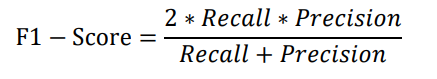 F1 − Score = 2 * Recall * Precision / Recall + Precision